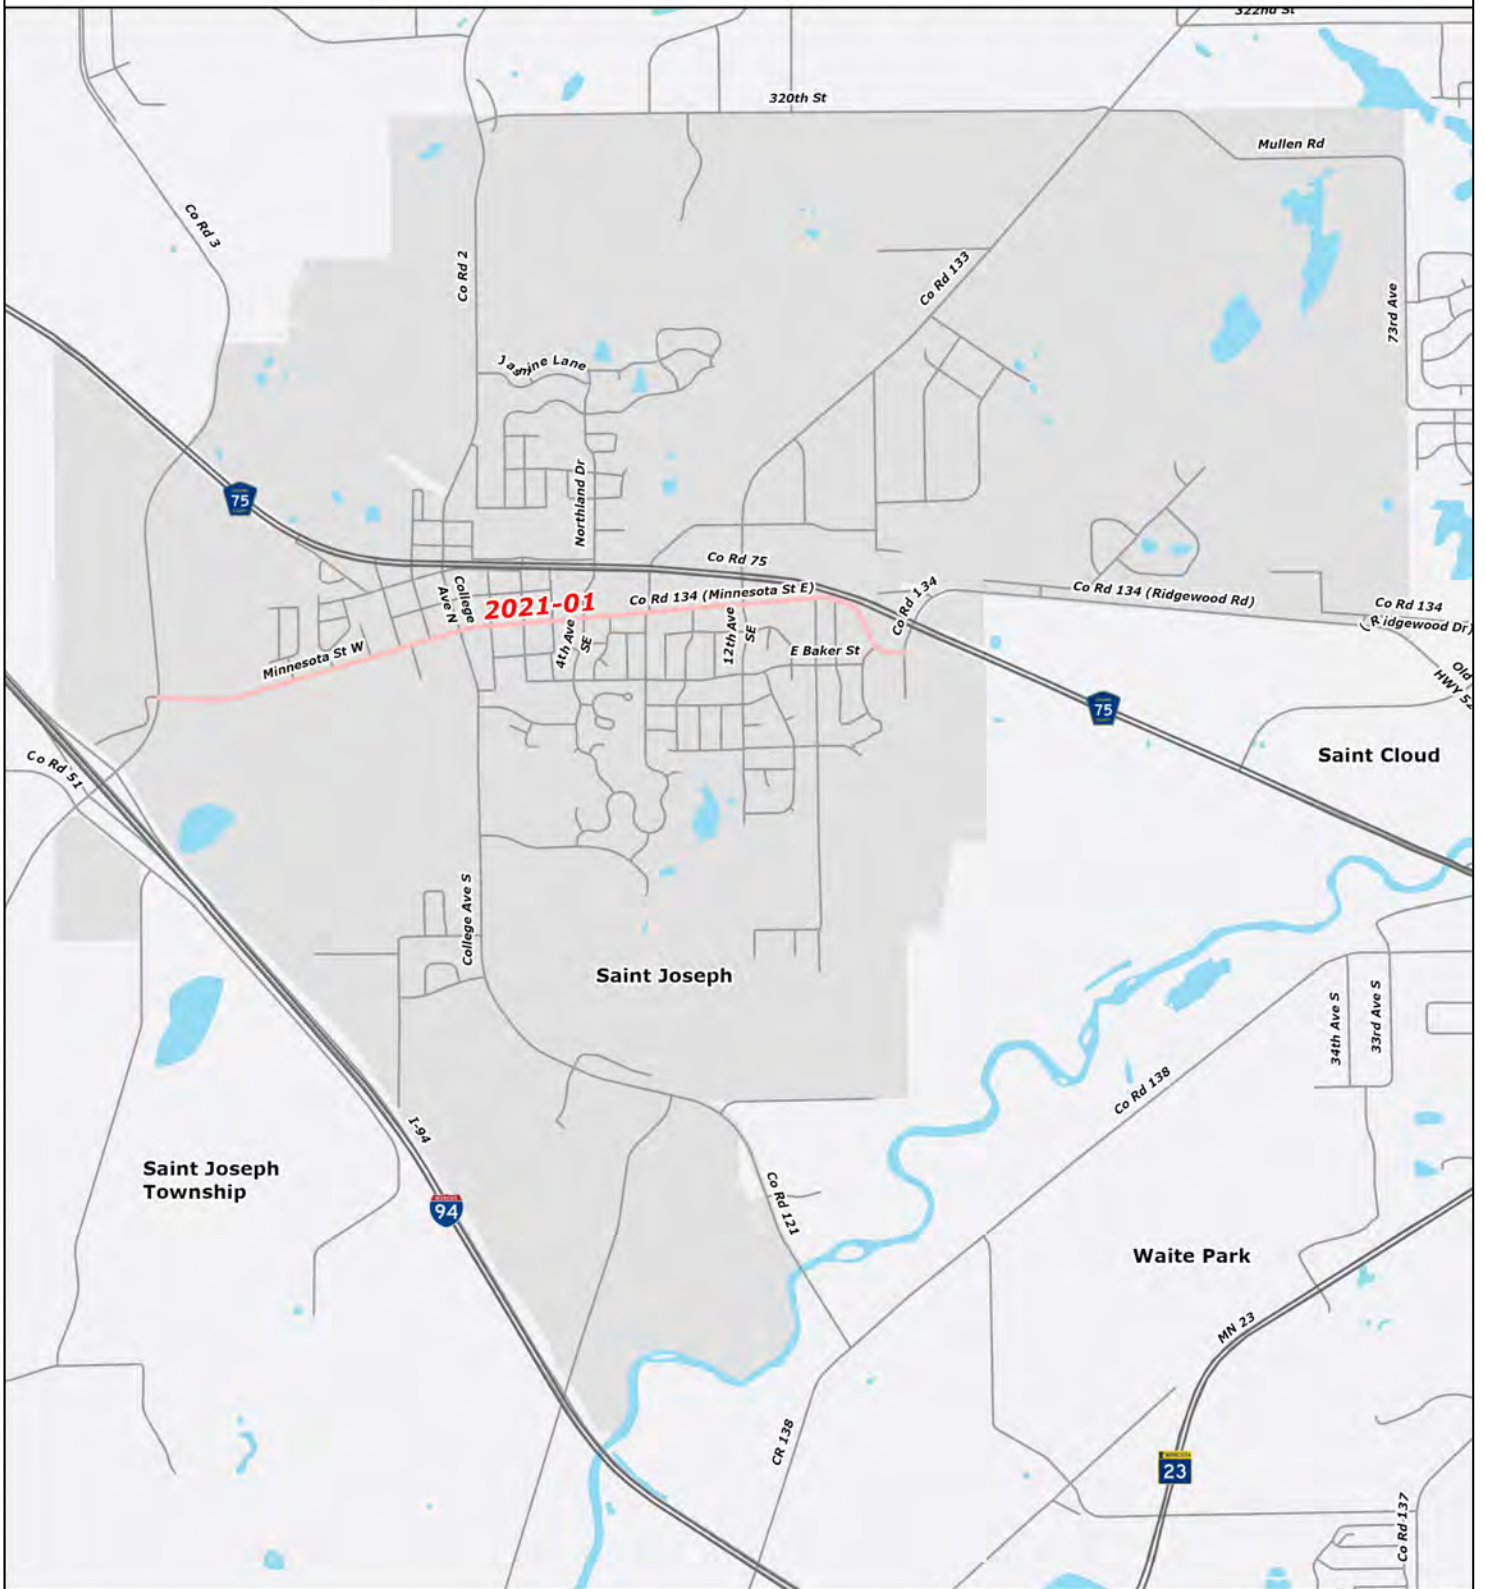 322nd St
320th St
Mullen Rd
Co Rd 3
Co Rd 2
Co Rd 133
73rd Ave
Jasmine Lane
Northland Dr
75
Co Rd 75
College
Ave N
2021-01
Co Rd 134 (Minnesota St E)
Co Rd 134
Co Rd 134 (Ridgewood Rd)
Co Rd 134
(Ridgewood Dr)
4th Ave
SE
12th Ave
SE
E Baker St
Minnesota St W
Old
HWY 52
75
Saint Cloud
Co Rd 51
College Ave S
Saint Joseph
34th Ave S
33rd Ave S
Co Rd 138
I-94
Saint Joseph
Township
94
Co Rd 121
Waite Park
MN 23
CR 138
23
Co Rd 137